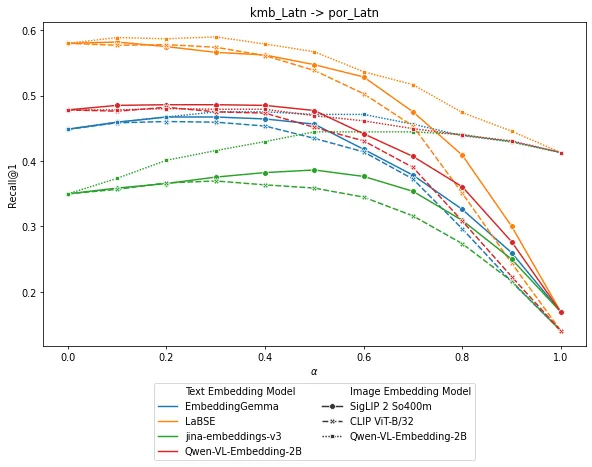 kmb_Latn -> por_Latn
0.6
0.5
0.4
0.3
0.2
Recall@1
0.0 0.2 0.4 0.6 0.8 1.0
α
Text Embedding Model
EmbeddingGemma
LaBSE
jina-embeddings-v3
Qwen-VL-Embedding-2B
Image Embedding Model
SigLIP 2 So400m
CLIP ViT-B/32
Qwen-VL-Embedding-2B